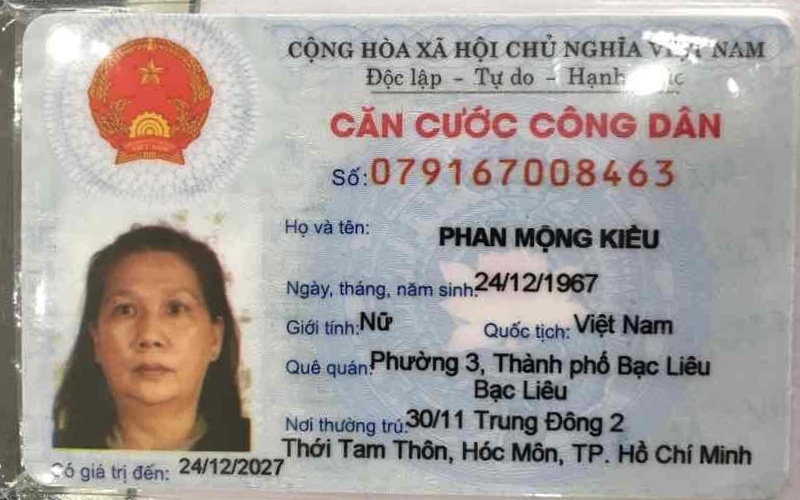 CỘNG HÒA XÃ HỘI CHỦ NGHĨA VIỆT NAM
Độc lập - Tự do - Hạnh
CĂN CƯỚC CÔNG DÂN
Số: 079167008463
Họ và tên: PHAN MỘNG KIỀU
Ngày, tháng, năm sinh: 24/12/1967
Giới tính: Nữ Quốc tịch: Việt Nam
Quê quán: Phường 3, Thành phố Bạc Liêu
Bạc Liêu
Nơi thường trú: 30/11 Trung Đông 2
Thới Tam Thôn, Hóc Môn, TP. Hồ Chí Minh
Có giá trị đến: 24/12/2027